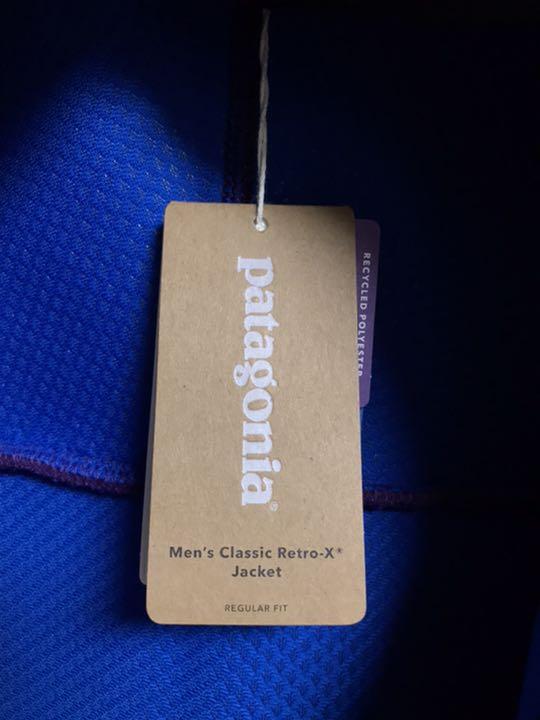 patagonia®
Men's Classic Retro-X®
Jacket
REGULAR FIT
RECYCLED POLYESTER